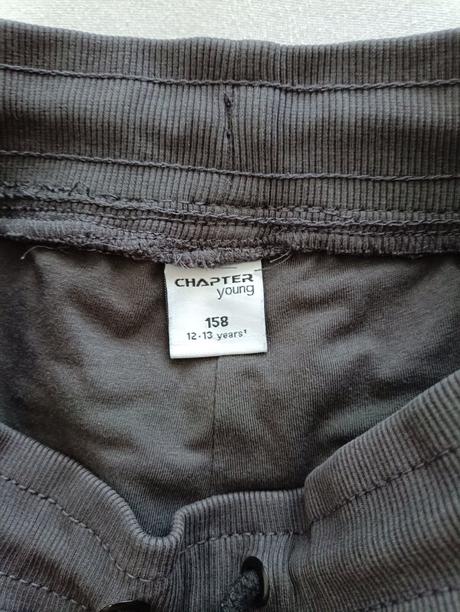 CHAPTER
young
158
12-13 years¹